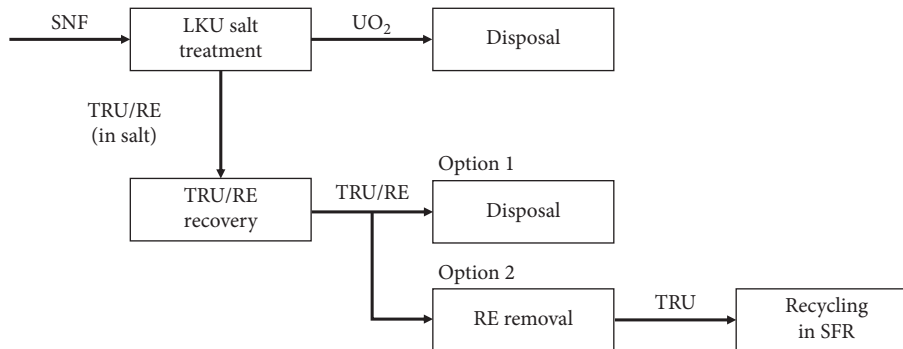 SNF
LKU salt
treatment
UO₂
Disposal
TRU/RE
(in salt)
TRU/RE
recovery
TRU/RE
Option 1
Disposal
Option 2
RE removal
TRU
Recycling
in SFR